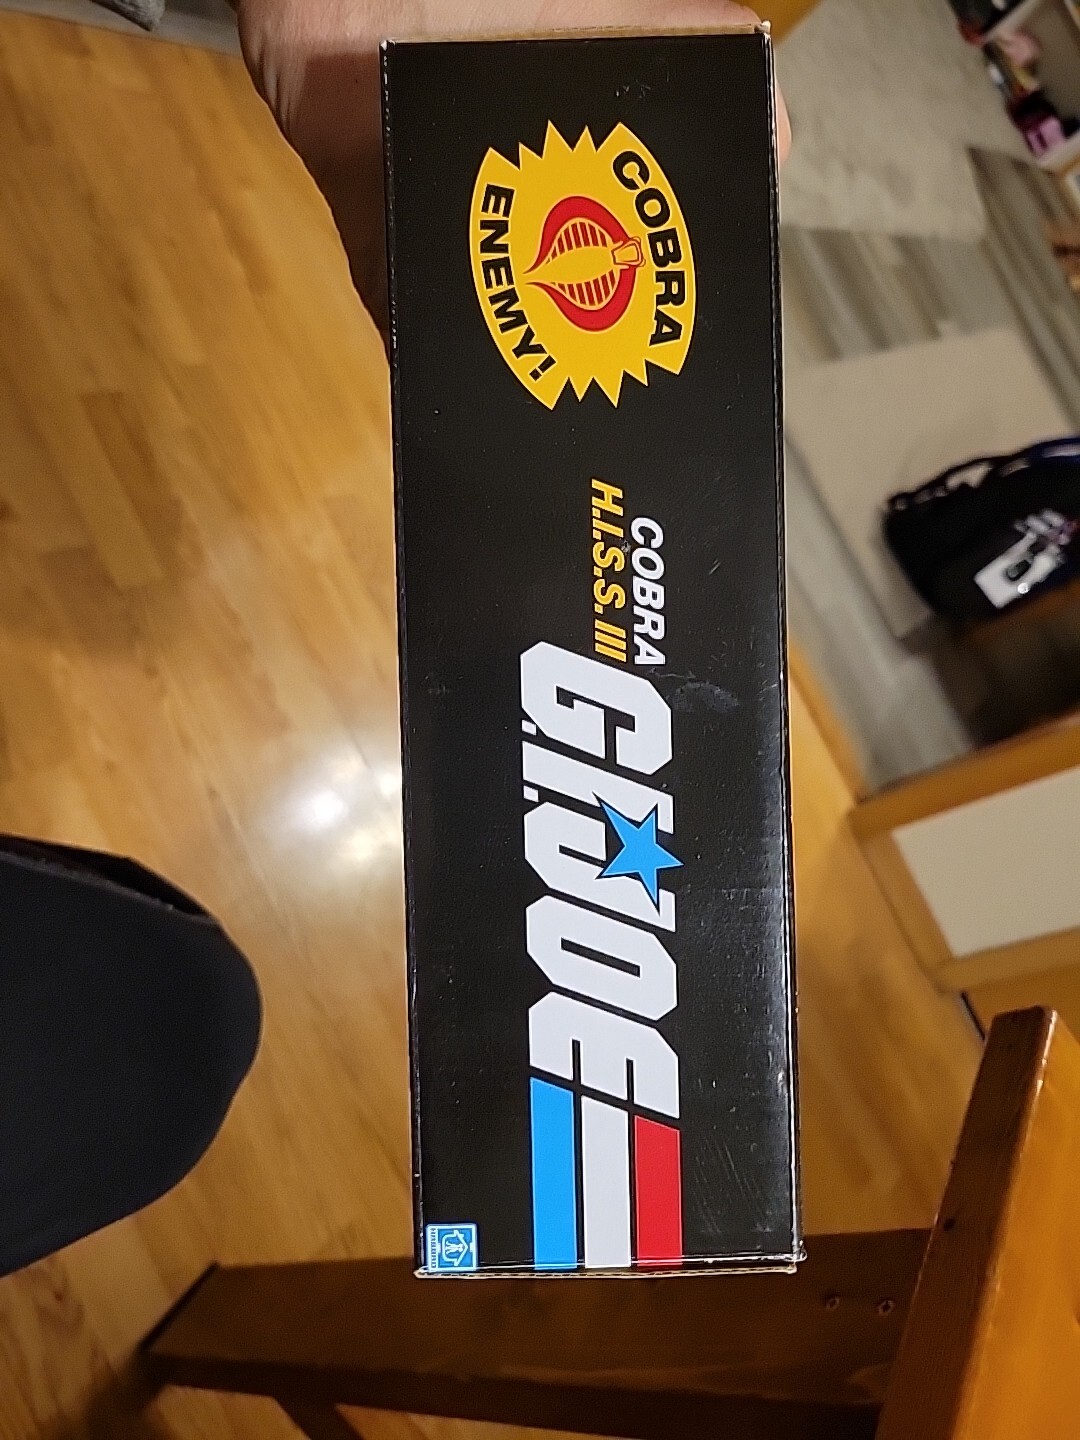 COBRA
ENEMY!
COBRA
H.I.S.S. III
G.I. JOE